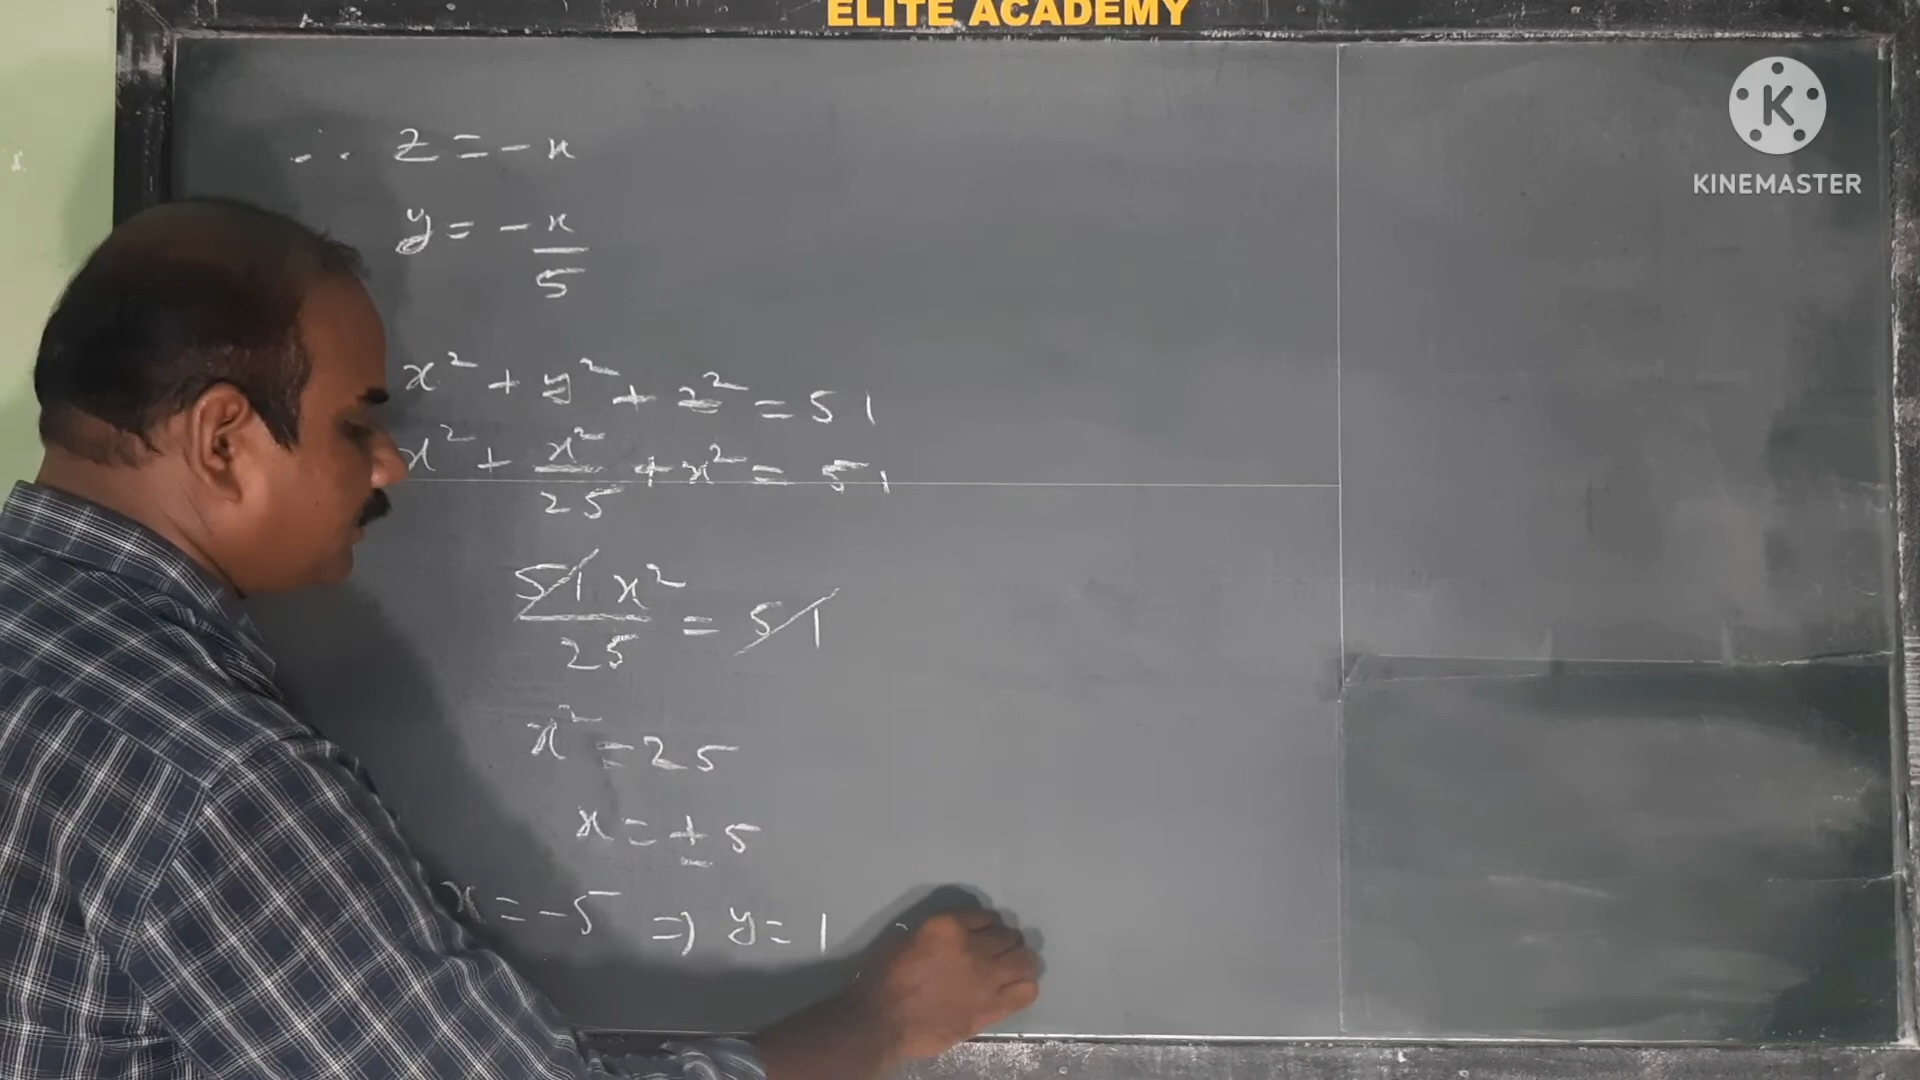 ELITE ACADEMY
K
KINEMASTER
∴ z = - x
y = - x/5
x² + y² + z² = 51
x² + x²/25 + x² = 51
51x²/25 = 51
x² = 25
x = ± 5
x = -5 ⇒ y = 1